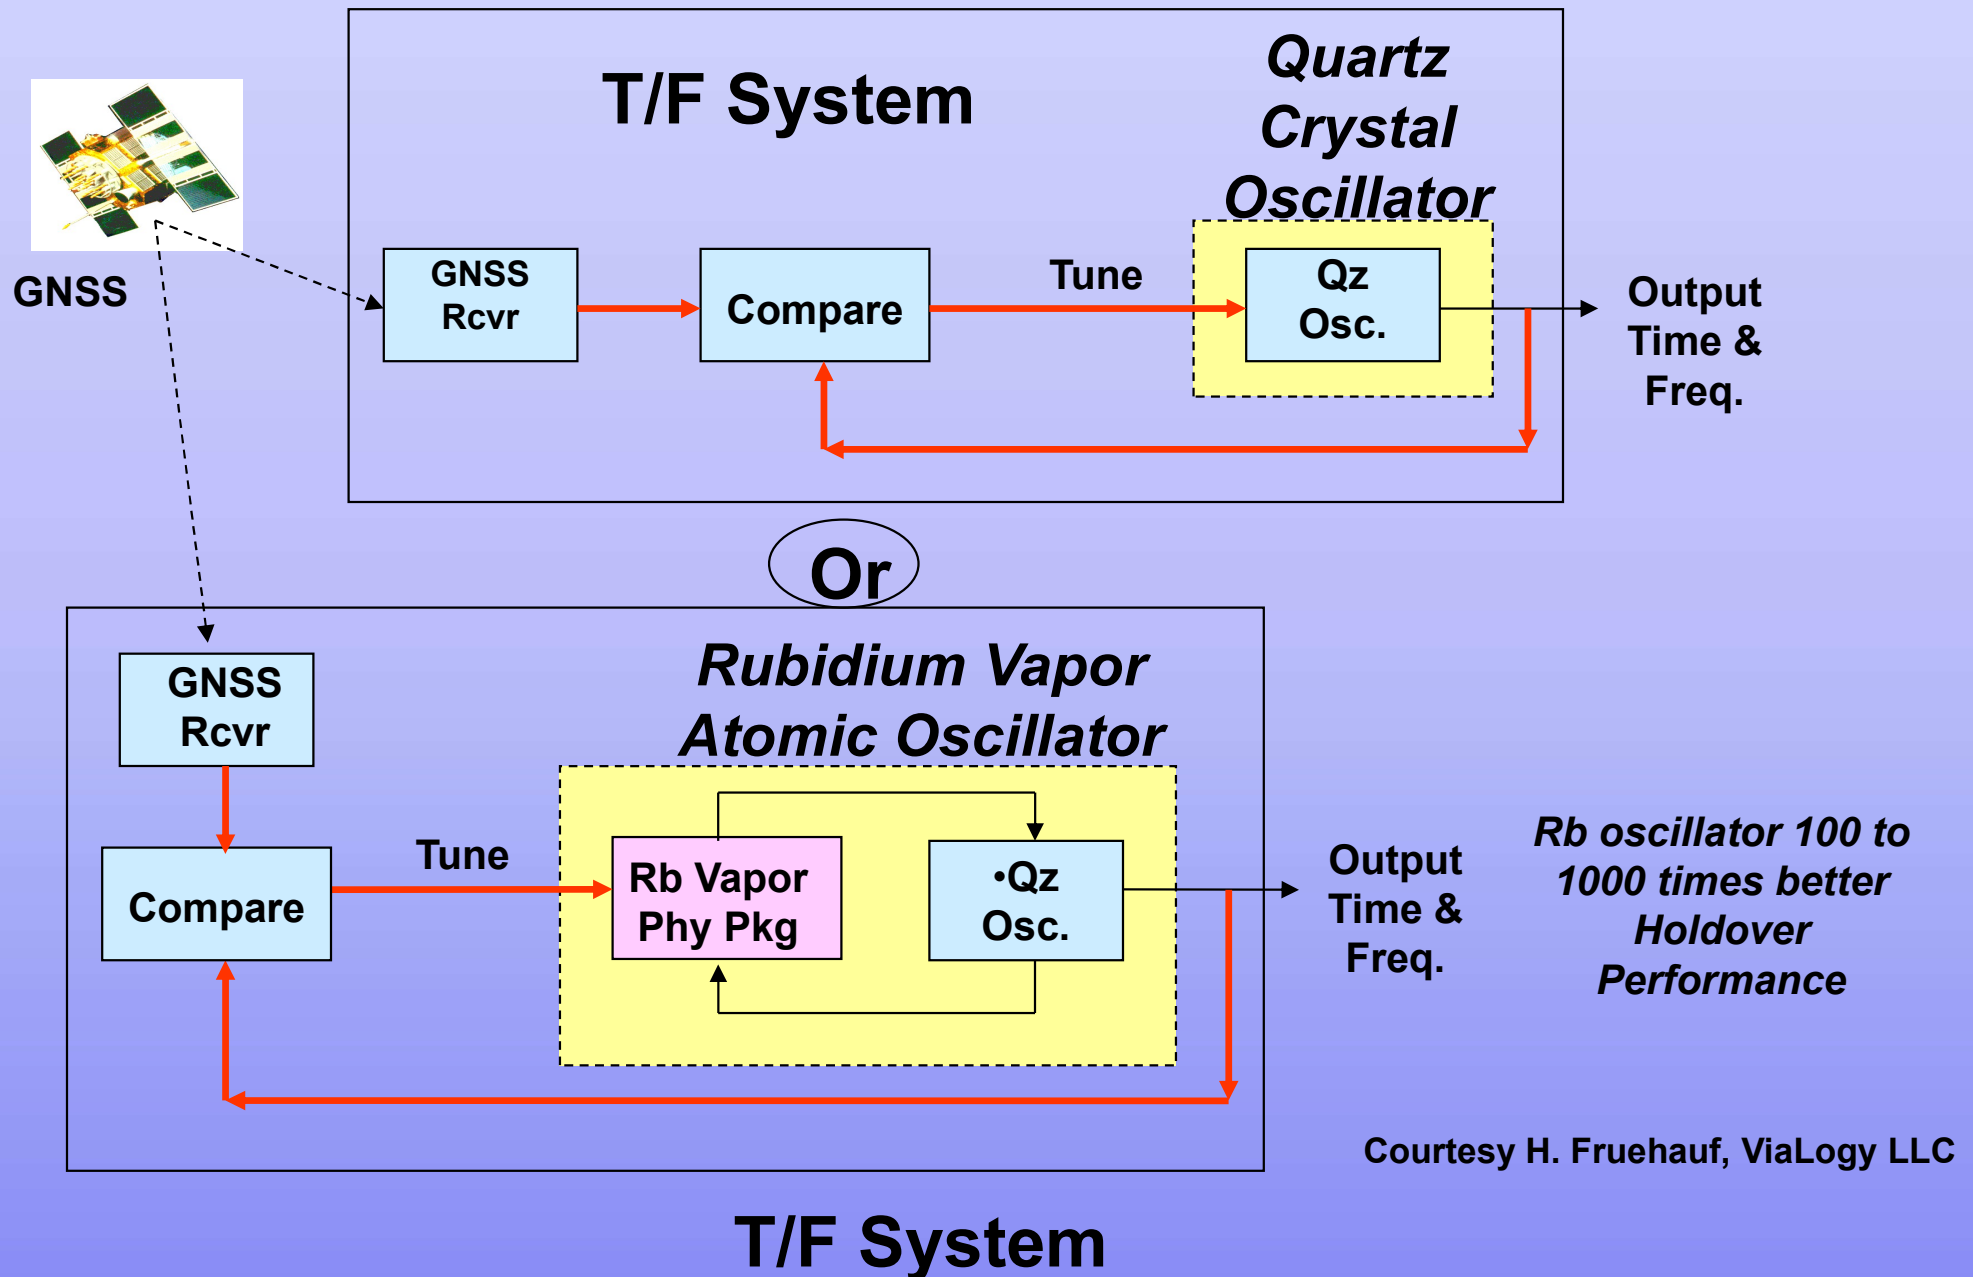 T/F System
Quartz
Crystal
Oscillator
GNSS
GNSS
Rcvr
Compare
Tune
Qz
Osc.
Output
Time &
Freq.
Or
Rubidium Vapor
Atomic Oscillator
GNSS
Rcvr
Compare
Tune
Rb Vapor
Phy Pkg
•Qz
Osc.
Output
Time &
Freq.
Rb oscillator 100 to
1000 times better
Holdover
Performance
Courtesy H. Fruehauf, ViaLogy LLC
T/F System